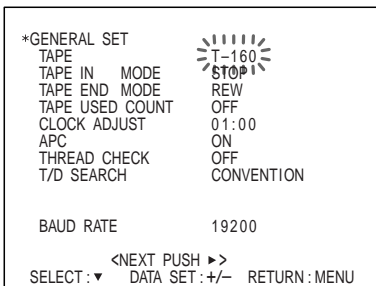 *GENERAL SET
TAPE T–160
TAPE IN MODE STOP
TAPE END MODE REW
TAPE USED COUNT OFF
CLOCK ADJUST 01:00
APC ON
THREAD CHECK OFF
T/D SEARCH CONVENTION
BAUD RATE 19200
<NEXT PUSH ►>
SELECT:▼ DATA SET:+/– RETURN:MENU